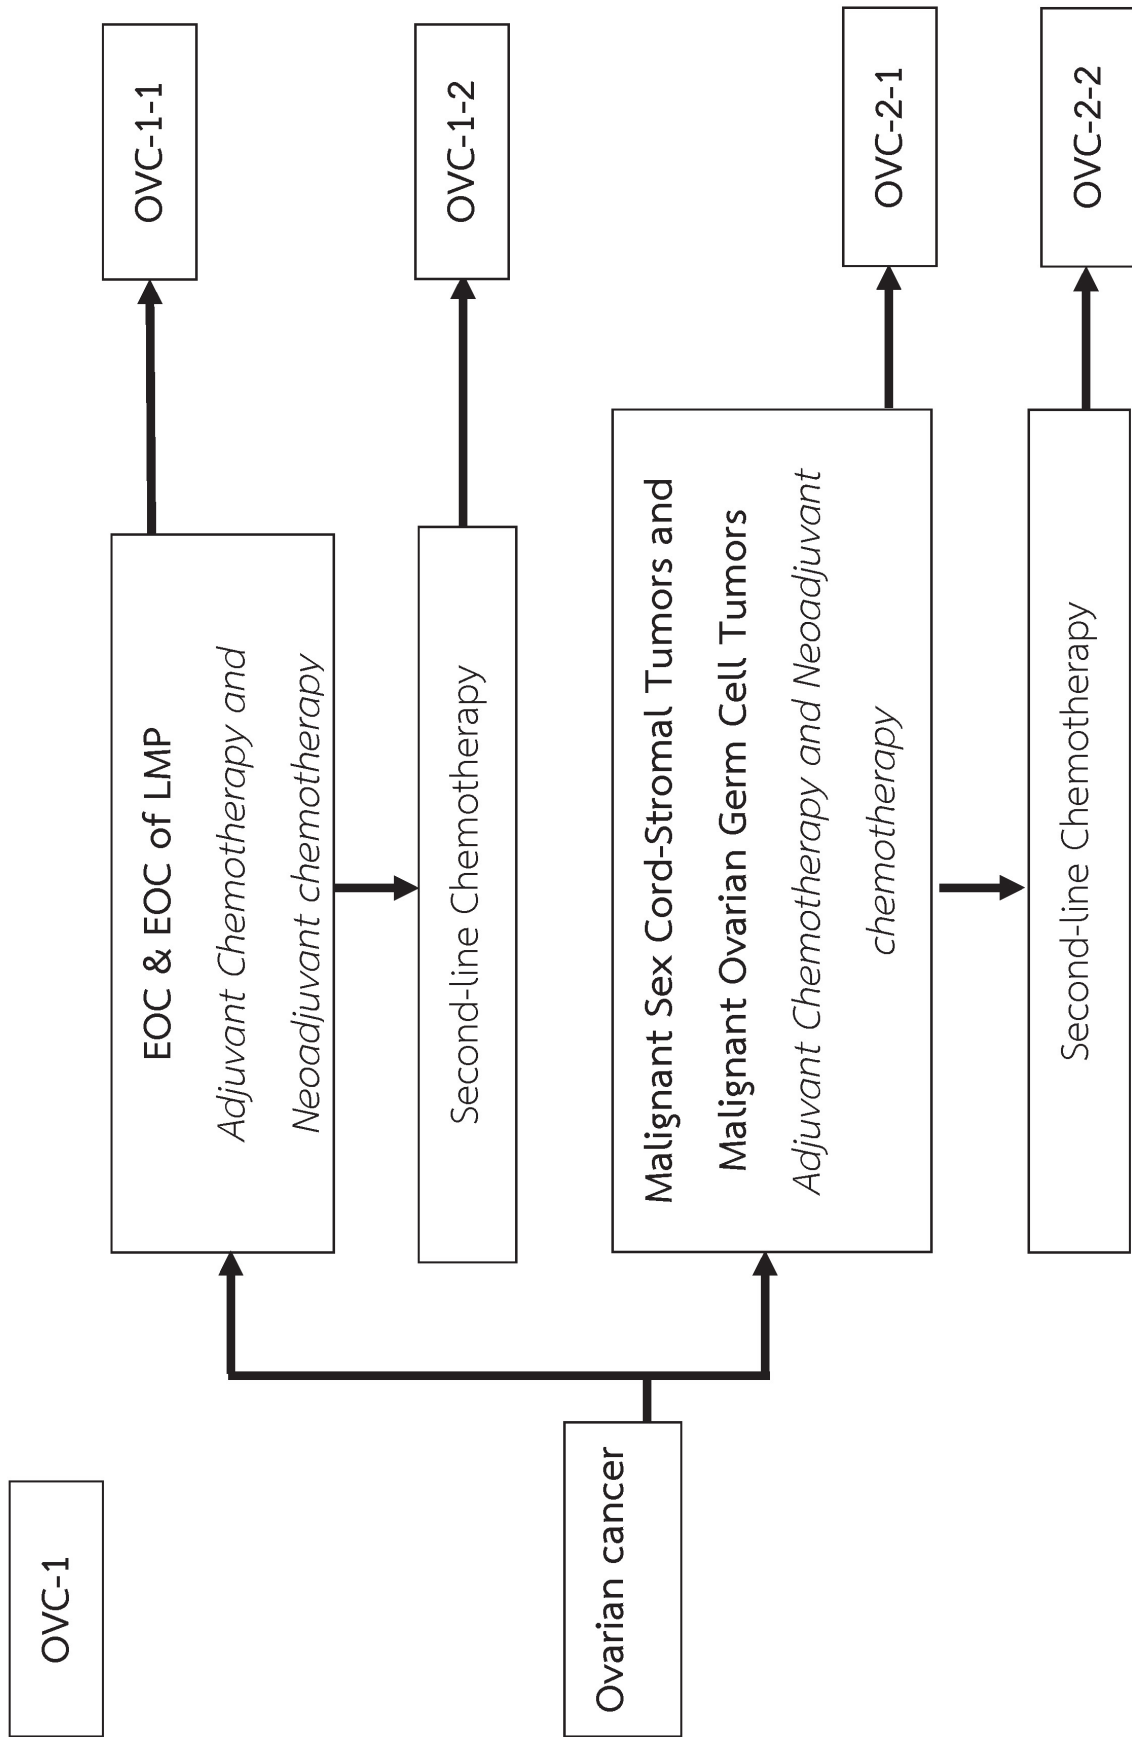 OVC-1
Ovarian cancer
EOC & EOC of LMP
Adjuvant Chemotherapy and
Neoadjuvant chemotherapy
OVC-1-1
Second-line Chemotherapy
OVC-1-2
Malignant Sex Cord-Stromal Tumors and
Malignant Ovarian Germ Cell Tumors
Adjuvant Chemotherapy and Neoadjuvant
chemotherapy
OVC-2-1
Second-line Chemotherapy
OVC-2-2